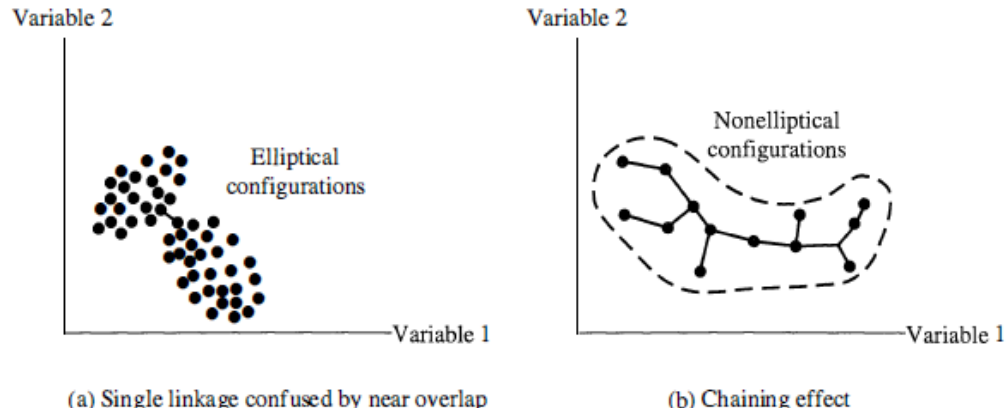 Variable 2
Elliptical
configurations
Variable 1
(a) Single linkage confused by near overlap
Variable 2
Nonelliptical
configurations
Variable 1
(b) Chaining effect